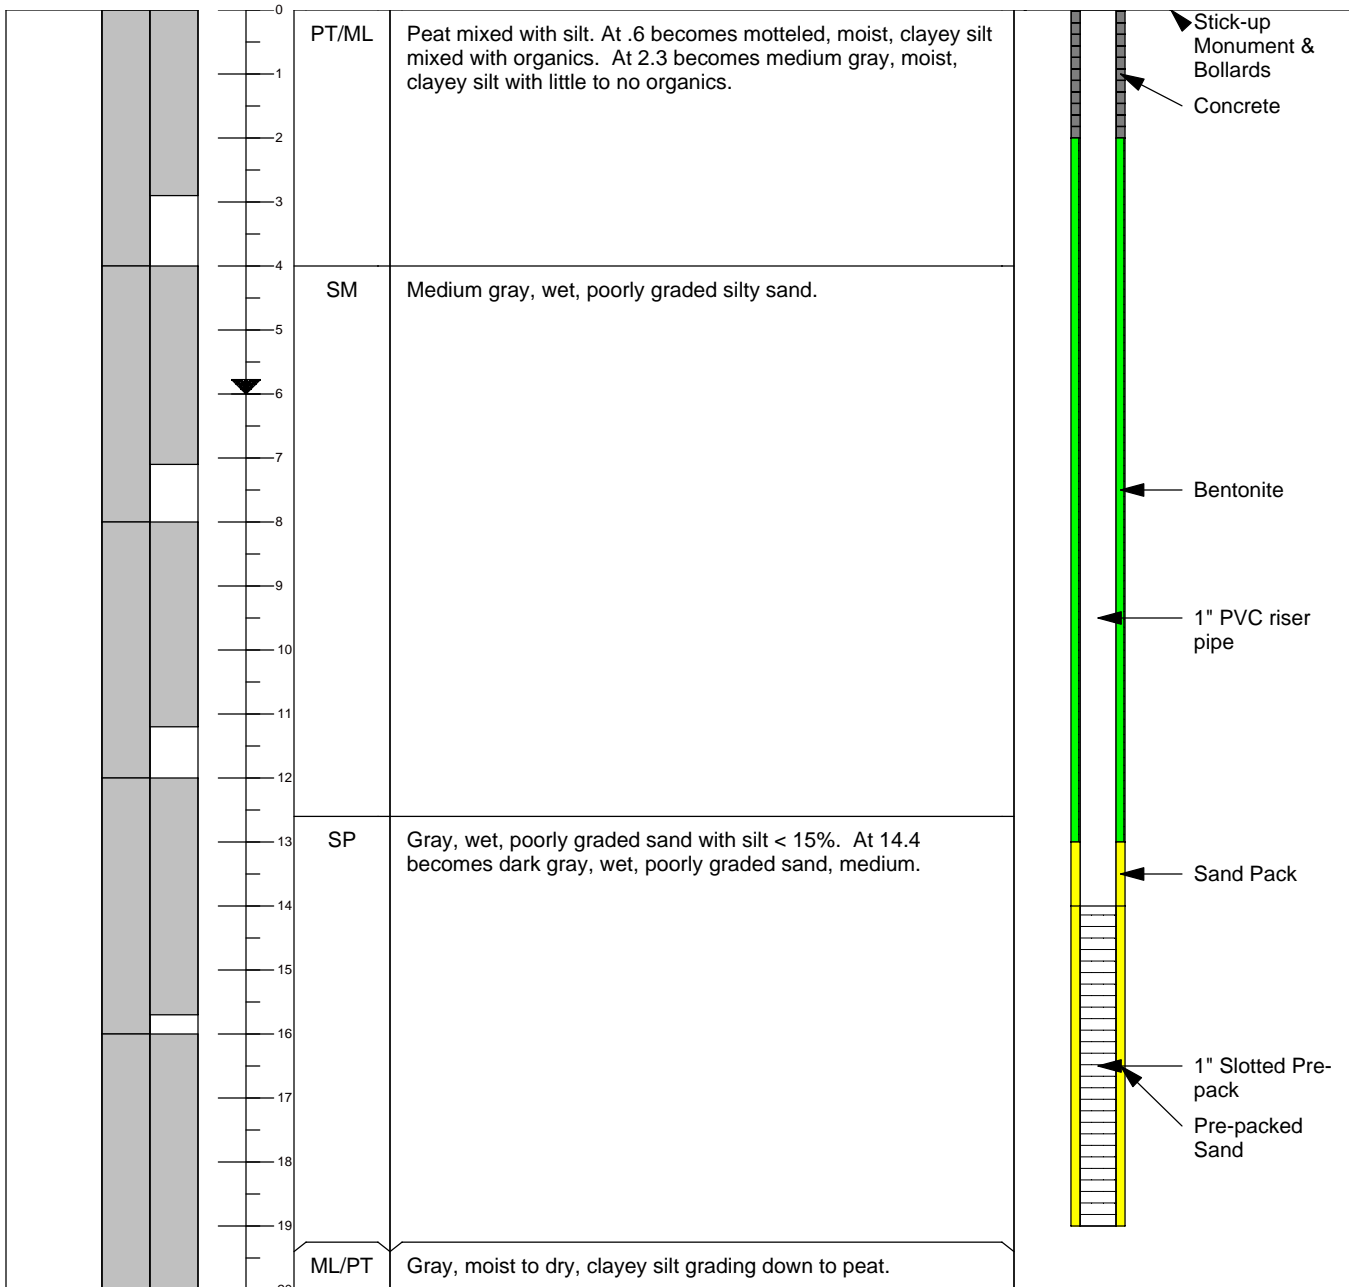 0
PT/ML
Peat mixed with silt. At .6 becomes motteled, moist, clayey silt
mixed with organics. At 2.3 becomes medium gray, moist,
clayey silt with little to no organics.
Stick-up
Monument &
Bollards
1
Concrete
2
3
4
SM
Medium gray, wet, poorly graded silty sand.
5
6
7
Bentonite
8
9
1" PVC riser
pipe
10
11
12
13
SP
Gray, wet, poorly graded sand with silt < 15%. At 14.4
becomes dark gray, wet, poorly graded sand, medium.
Sand Pack
14
15
16
1" Slotted Pre-
pack
17
Pre-packed
Sand
18
19
ML/PT
Gray, moist to dry, clayey silt grading down to peat.